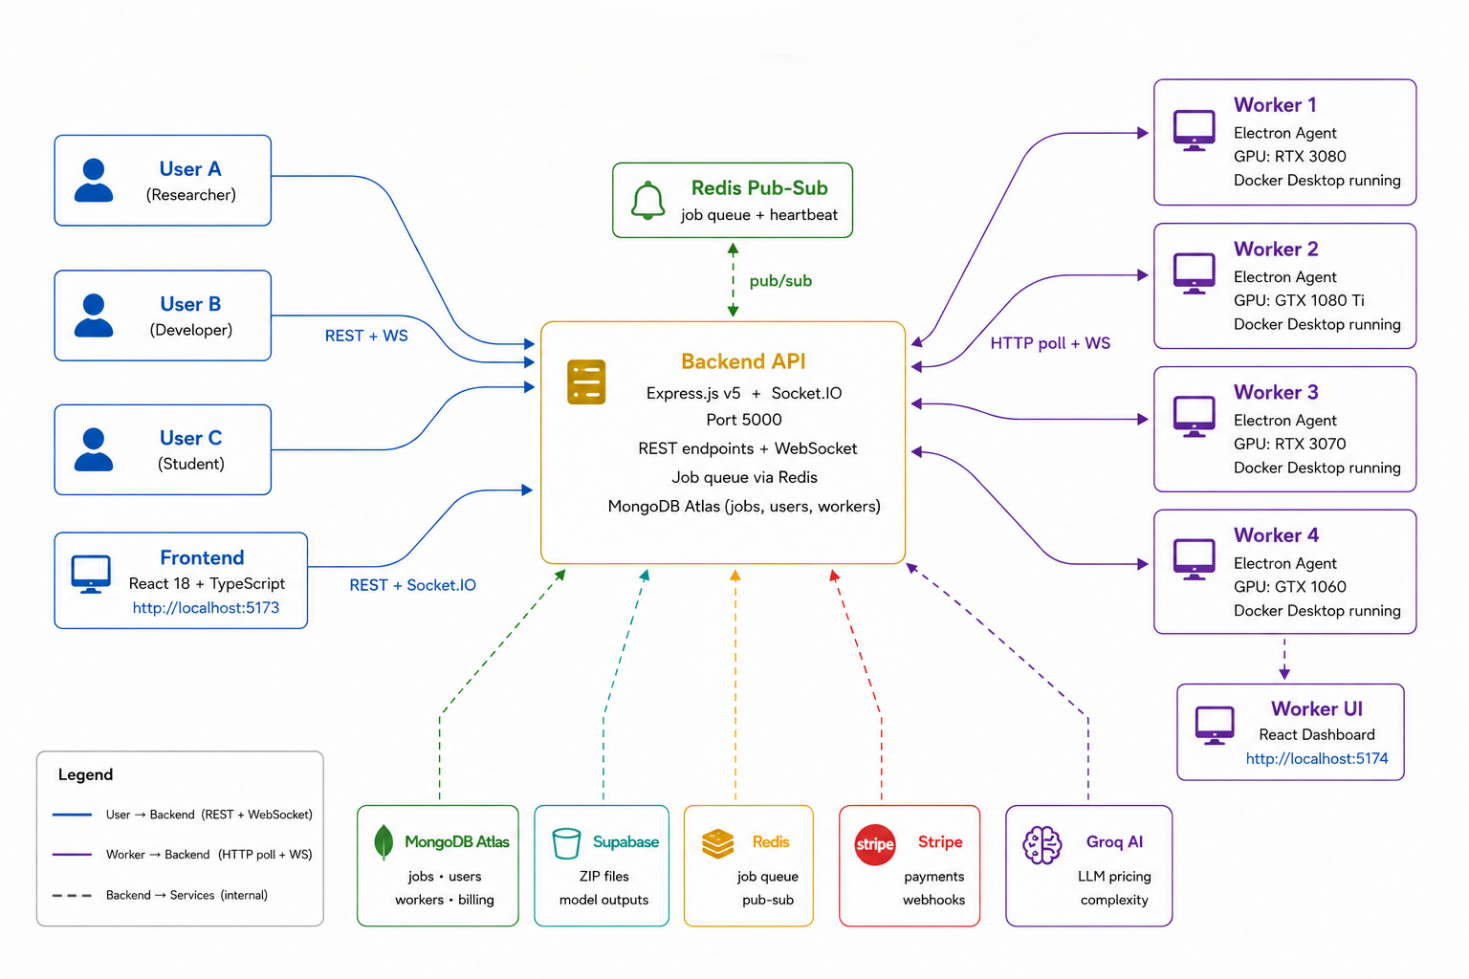 User A
(Researcher)
User B
(Developer)
REST + WS
User C
(Student)
Frontend
React 18 + TypeScript
http://localhost:5173
REST + Socket.IO
Redis Pub-Sub
job queue + heartbeat
pub/sub
Backend API
Express.js v5 + Socket.IO
Port 5000
REST endpoints + WebSocket
Job queue via Redis
MongoDB Atlas (jobs, users, workers)
HTTP poll + WS
Worker 1
Electron Agent
GPU: RTX 3080
Docker Desktop running
Worker 2
Electron Agent
GPU: GTX 1080 Ti
Docker Desktop running
Worker 3
Electron Agent
GPU: RTX 3070
Docker Desktop running
Worker 4
Electron Agent
GPU: GTX 1060
Docker Desktop running
Worker UI
React Dashboard
http://localhost:5174
Legend
User → Backend (REST + WebSocket)
Worker → Backend (HTTP poll + WS)
Backend → Services (internal)
MongoDB Atlas
jobs • users
workers • billing
Supabase
ZIP files
model outputs
Redis
job queue
pub-sub
stripe
Stripe
payments
webhooks
Groq AI
LLM pricing
complexity